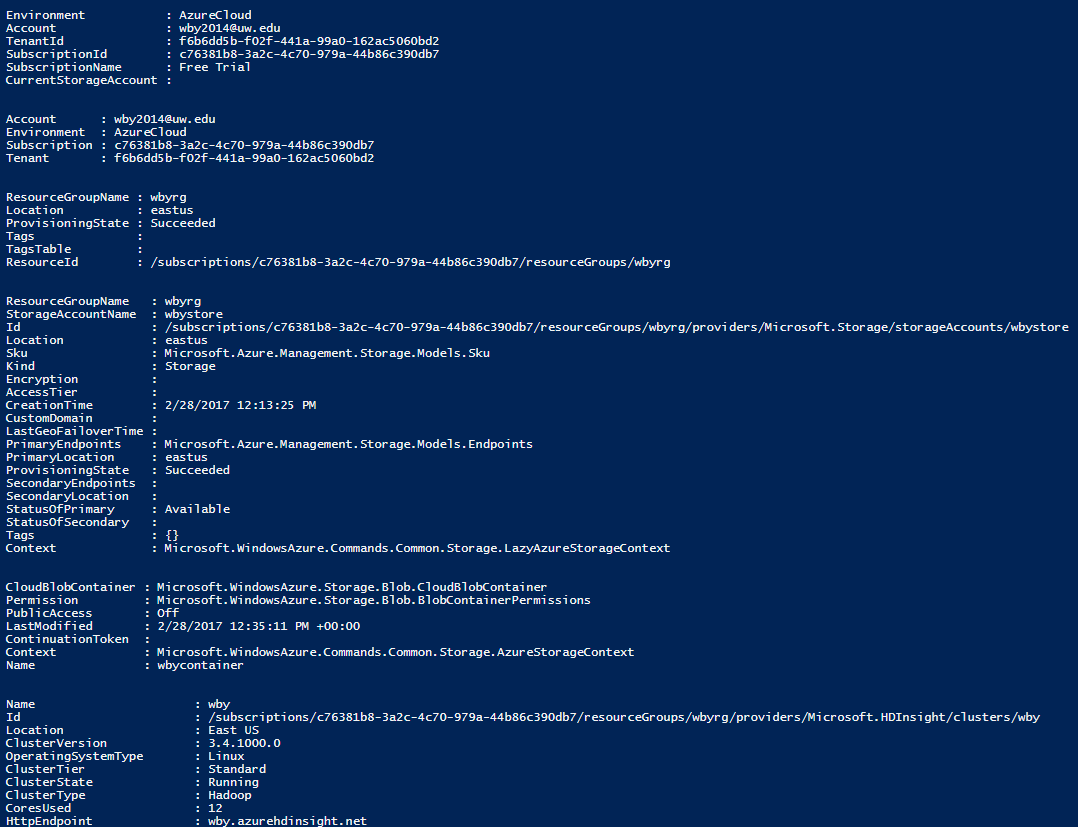 Environment : AzureCloud
Account : wby2014@uw.edu
TenantId : f6b6dd5b-f02f-441a-99a0-162ac5060bd2
SubscriptionId : c76381b8-3a2c-4c70-979a-44b86c390db7
SubscriptionName : Free Trial
CurrentStorageAccount :
Account : wby2014@uw.edu
Environment : AzureCloud
Subscription : c76381b8-3a2c-4c70-979a-44b86c390db7
Tenant : f6b6dd5b-f02f-441a-99a0-162ac5060bd2
ResourceGroupName : wbyrg
Location : eastus
ProvisioningState : Succeeded
Tags :
TagsTable :
ResourceId : /subscriptions/c76381b8-3a2c-4c70-979a-44b86c390db7/resourceGroups/wbyrg
ResourceGroupName : wbyrg
StorageAccountName : wbystore
Id : /subscriptions/c76381b8-3a2c-4c70-979a-44b86c390db7/resourceGroups/wbyrg/providers/Microsoft.Storage/storageAccounts/wbystore
Location : eastus
Sku : Microsoft.Azure.Management.Storage.Models.Sku
Kind : Storage
Encryption :
AccessTier :
CreationTime : 2/28/2017 12:13:25 PM
CustomDomain :
LastGeoFailoverTime :
PrimaryEndpoints : Microsoft.Azure.Management.Storage.Models.Endpoints
PrimaryLocation : eastus
ProvisioningState : Succeeded
SecondaryEndpoints :
SecondaryLocation :
StatusOfPrimary : Available
StatusOfSecondary :
Tags : {}
Context : Microsoft.WindowsAzure.Commands.Common.Storage.LazyAzureStorageContext
CloudBlobContainer : Microsoft.WindowsAzure.Storage.Blob.CloudBlobContainer
Permission : Microsoft.WindowsAzure.Storage.Blob.BlobContainerPermissions
PublicAccess : Off
LastModified : 2/28/2017 12:35:11 PM +00:00
ContinuationToken :
Context : Microsoft.WindowsAzure.Commands.Common.Storage.AzureStorageContext
Name : wbycontainer
Name : wby
Id : /subscriptions/c76381b8-3a2c-4c70-979a-44b86c390db7/resourceGroups/wbyrg/providers/Microsoft.HDInsight/clusters/wby
Location : East US
ClusterVersion : 3.4.1000.0
OperatingSystemType : Linux
ClusterTier : Standard
ClusterState : Running
ClusterType : Hadoop
CoresUsed : 12
HttpEndpoint : wby.azurehdinsight.net